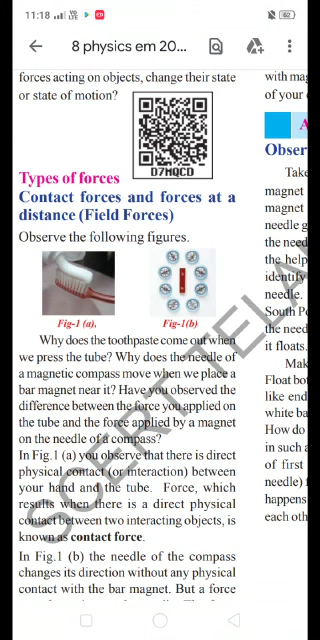 11:18
62
8 physics em 20...
forces acting on objects, change their state
or state of motion?
D7MQCD
Types of forces
Contact forces and forces at a
distance (Field Forces)
Observe the following figures.
Fig-1 (a).
Fig-1(b)
Why does the toothpaste come out when
we press the tube? Why does the needle of
a magnetic compass move when we place a
bar magnet near it? Have you observed the
difference between the force you applied on
the tube and the force applied by a magnet
on the needle of a compass?
In Fig.1 (a) you observe that there is direct
physical contact (or interaction) between
your hand and the tube. Force, which
results when there is a direct physical
contact between two interacting objects, is
known as contact force.
In Fig.1 (b) the needle of the compass
changes its direction without any physical
contact with the bar magnet. But a force
with mag
of your
A
Obser
Take
magnet
magnet
needle g
the need
the help
identify
needle.
South Po
the need
it floats.
Mak
Float bot
like end
white ba
How do
in such a
of first
needle) f
happens
each oth
SCERT TELA